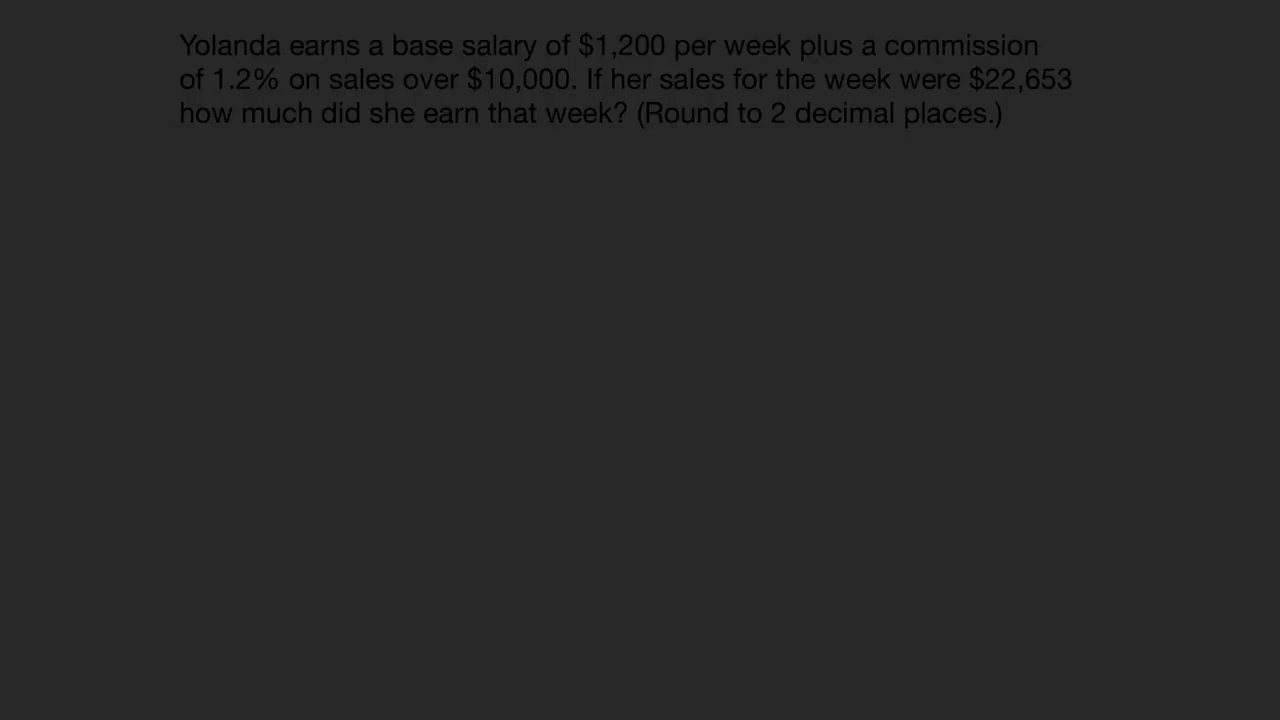 Yolanda earns a base salary of $1,200 per week plus a commission
of 1.2% on sales over $10,000. If her sales for the week were $22,653
how much did she earn that week? (Round to 2 decimal places.)